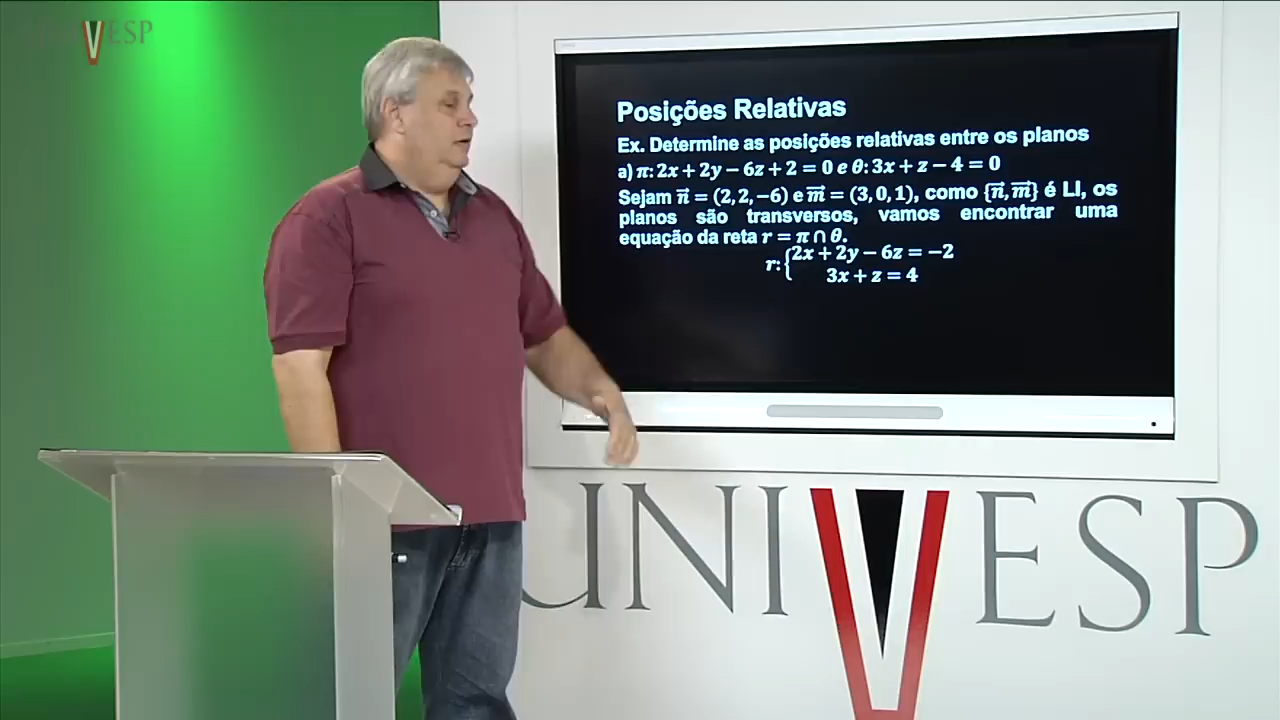 UNIVESP
Posições Relativas
Ex. Determine as posições relativas entre os planos
a) π: 2x + 2y − 6z + 2 = 0 e θ: 3x + z − 4 = 0
Sejam n⃗ = (2, 2, −6) e m⃗ = (3, 0, 1), como {n⃗, m⃗} é LI, os
planos são transversos, vamos encontrar uma
equação da reta r = π ∩ θ.
r: {2x + 2y − 6z = −2
3x + z = 4
UNIVESP